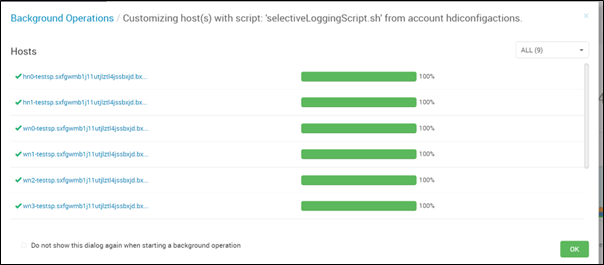 Background Operations / Customizing host(s) with script: 'selectiveLoggingScript.sh' from account hdiconfigactions. ×
Hosts ALL (9)
hn0-testsp.sxfgwmb1j11utjlztl4jssbxjd.bx... 100%
hn1-testsp.sxfgwmb1j11utjlztl4jssbxjd.bx... 100%
wn0-testsp.sxfgwmb1j11utjlztl4jssbxjd.bx... 100%
wn1-testsp.sxfgwmb1j11utjlztl4jssbxjd.bx... 100%
wn2-testsp.sxfgwmb1j11utjlztl4jssbxjd.bx... 100%
wn3-testsp.sxfgwmb1j11utjlztl4jssbxjd.bx... 100%
Do not show this dialog again when starting a background operation
OK